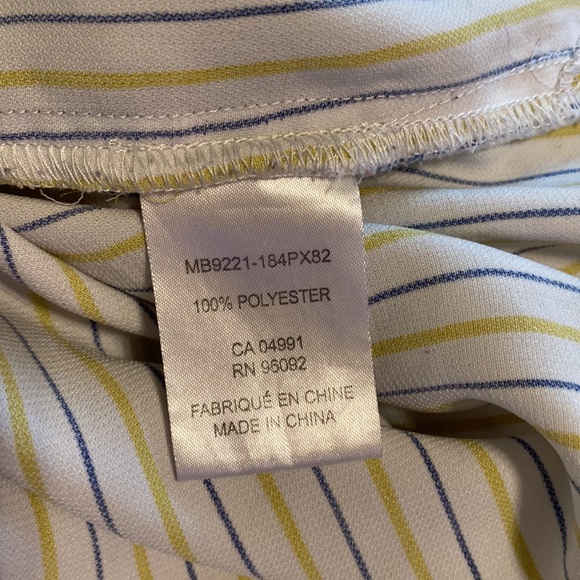 MB9221-184PX82
100% POLYESTER
CA 04991
RN 96092
FABRIQUÉ EN CHINE
MADE IN CHINA